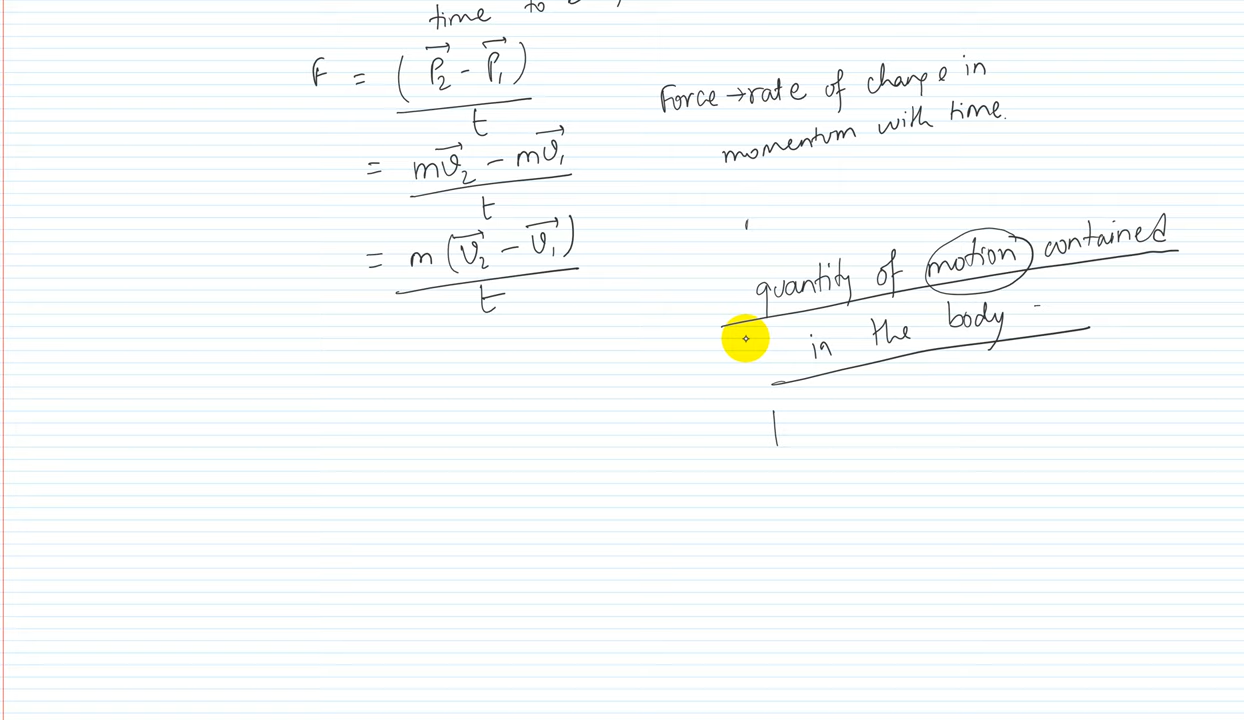 time to
F = (P₂ - P₁)
t
= mv₂ - mv₁
t
= m (v₂ - v₁)
t
Force → rate of change in
momentum with time.
quantity of motion contained
in the body